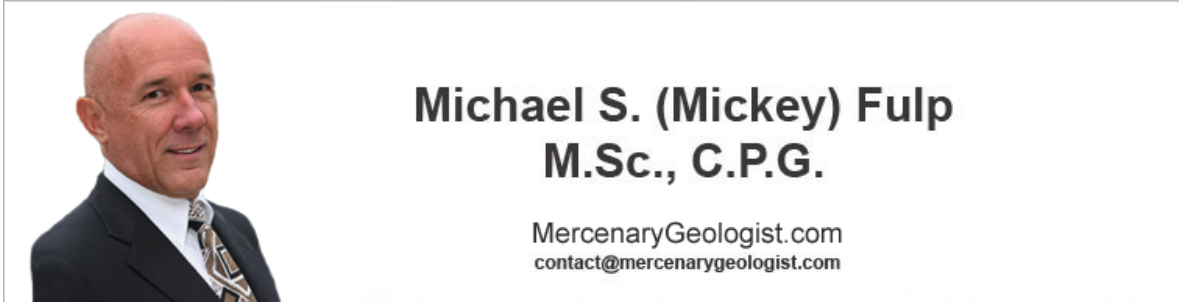 Michael S. (Mickey) Fulp
M.Sc., C.P.G.
MercenaryGeologist.com
contact@mercenarygeologist.com